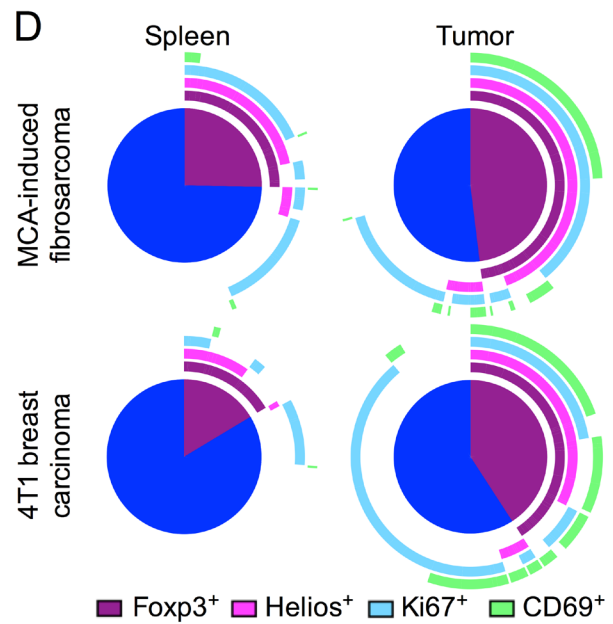 D
Spleen
Tumor
MCA-induced
fibrosarcoma
4T1 breast
carcinoma
Foxp3⁺ Helios⁺ Ki67⁺ CD69⁺